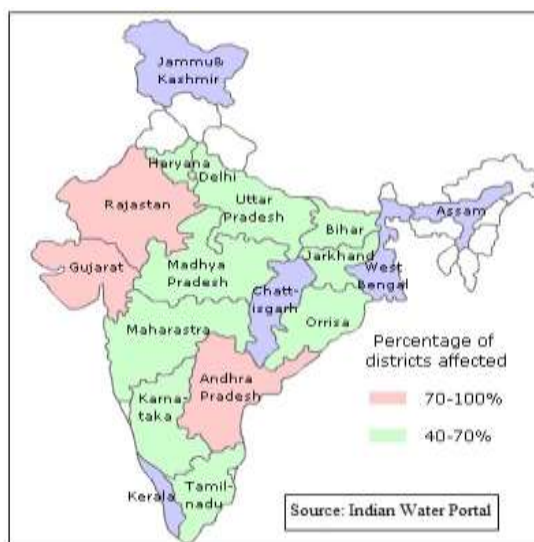 Jammu&
Kashmir
Haryana
Delhi
Rajastan
Uttar
Pradesh
Bihar
Assam
Gujarat
Madhya
Pradesh
Jarkhand
West
Bengal
Chatt-
isgarh
Maharastra
Orrisa
Andhra
Pradesh
Karna-
taka
Kerala
Tamil-
nadu
Percentage of
districts affected
70-100%
40-70%
Source: Indian Water Portal